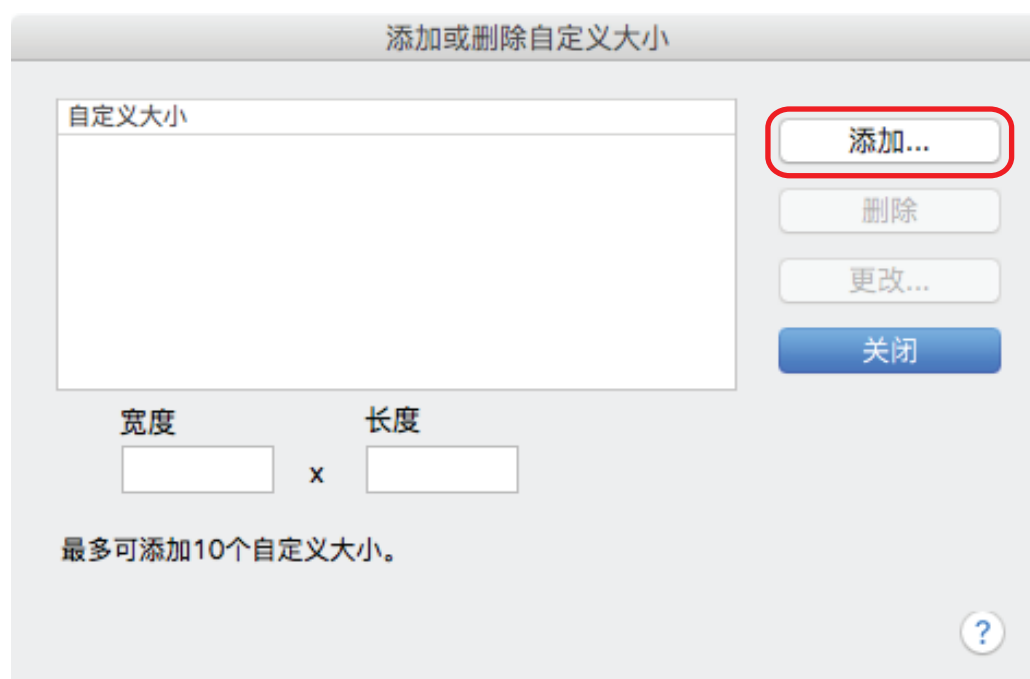 添加或删除自定义大小
自定义大小
添加...
删除
更改...
关闭
宽度
长度
x
最多可添加10个自定义大小。
?